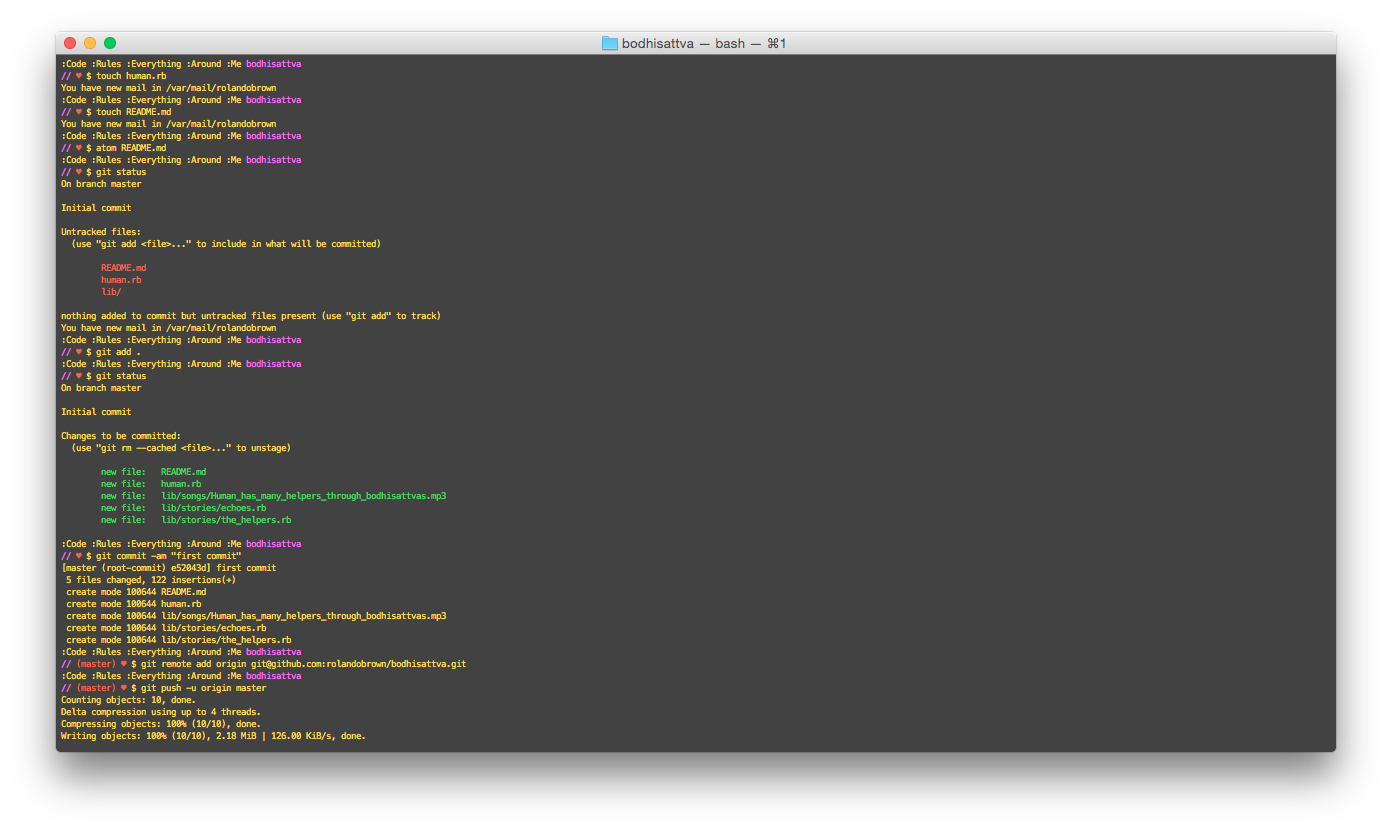 bodhisattva — bash — ⌘1
:Code :Rules :Everything :Around :Me bodhisattva
// ♥ $ touch human.rb
You have new mail in /var/mail/rolandobrown
:Code :Rules :Everything :Around :Me bodhisattva
// ♥ $ touch README.md
You have new mail in /var/mail/rolandobrown
:Code :Rules :Everything :Around :Me bodhisattva
// ♥ $ atom README.md
:Code :Rules :Everything :Around :Me bodhisattva
// ♥ $ git status
On branch master

Initial commit

Untracked files:
  (use "git add <file>..." to include in what will be committed)

        README.md
        human.rb
        lib/

nothing added to commit but untracked files present (use "git add" to track)
You have new mail in /var/mail/rolandobrown
:Code :Rules :Everything :Around :Me bodhisattva
// ♥ $ git add .
:Code :Rules :Everything :Around :Me bodhisattva
// ♥ $ git status
On branch master

Initial commit

Changes to be committed:
  (use "git rm --cached <file>..." to unstage)

        new file:   README.md
        new file:   human.rb
        new file:   lib/songs/Human_has_many_helpers_through_bodhisattvas.mp3
        new file:   lib/stories/echoes.rb
        new file:   lib/stories/the_helpers.rb

:Code :Rules :Everything :Around :Me bodhisattva
// ♥ $ git commit -am "first commit"
[master (root-commit) e52043d] first commit
 5 files changed, 122 insertions(+)
 create mode 100644 README.md
 create mode 100644 human.rb
 create mode 100644 lib/songs/Human_has_many_helpers_through_bodhisattvas.mp3
 create mode 100644 lib/stories/echoes.rb
 create mode 100644 lib/stories/the_helpers.rb
:Code :Rules :Everything :Around :Me bodhisattva
// (master) ♥ $ git remote add origin git@github.com:rolandobrown/bodhisattva.git
:Code :Rules :Everything :Around :Me bodhisattva
// (master) ♥ $ git push -u origin master
Counting objects: 10, done.
Delta compression using up to 4 threads.
Compressing objects: 100% (10/10), done.
Writing objects: 100% (10/10), 2.18 MiB | 126.00 KiB/s, done.